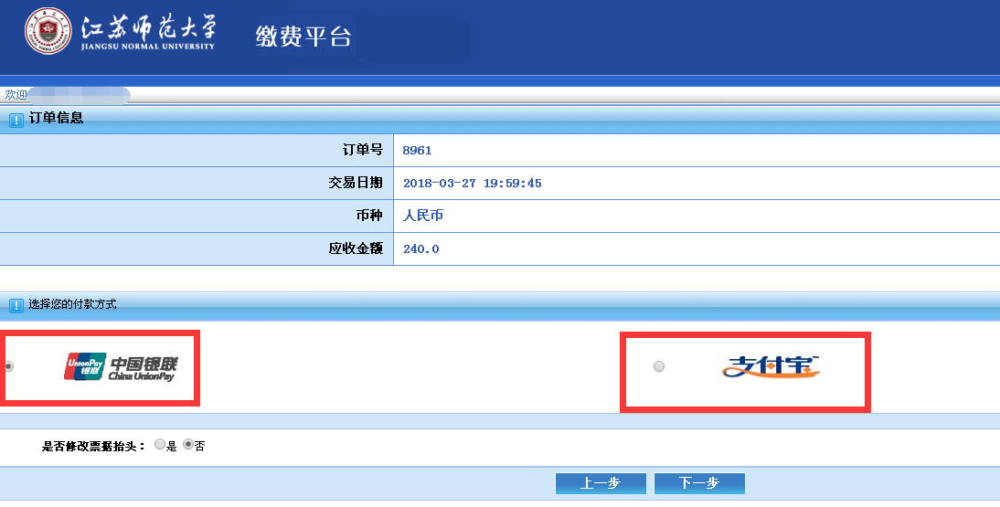 江苏师范大学
JIANGSU NORMAL UNIVERSITY
缴费平台
欢迎
订单信息
订单号 8961
交易日期 2018-03-27 19:59:45
币种 人民币
应收金额 240.0
选择您的付款方式
UnionPay
银联
中国银联
China UnionPay
支付宝™
是否修改票据抬头： 是 否
上一步 下一步